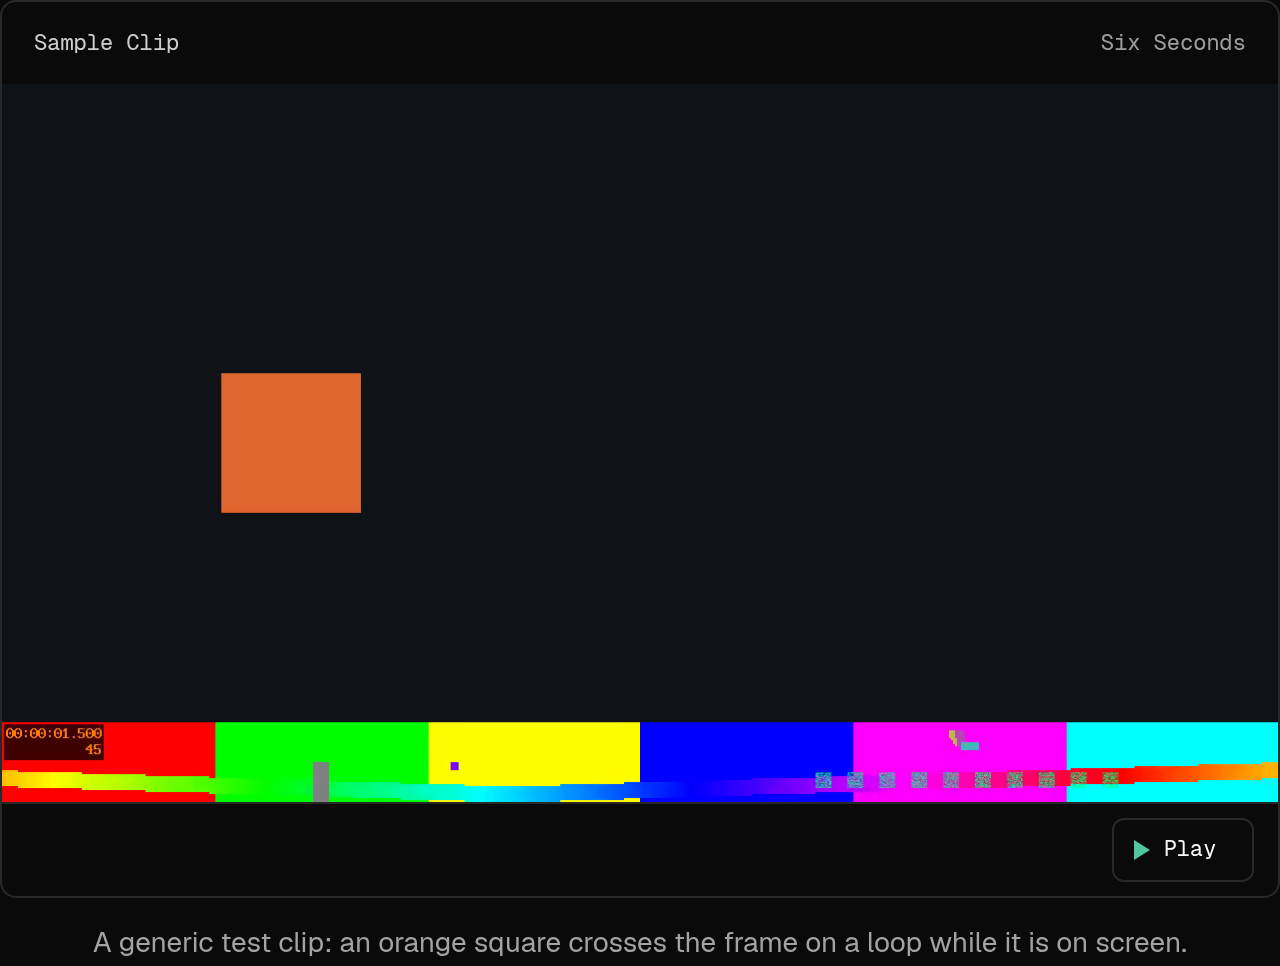 Sample Clip
Six Seconds
00:00:01.500
45
Play
A generic test clip: an orange square crosses the frame on a loop while it is on screen.